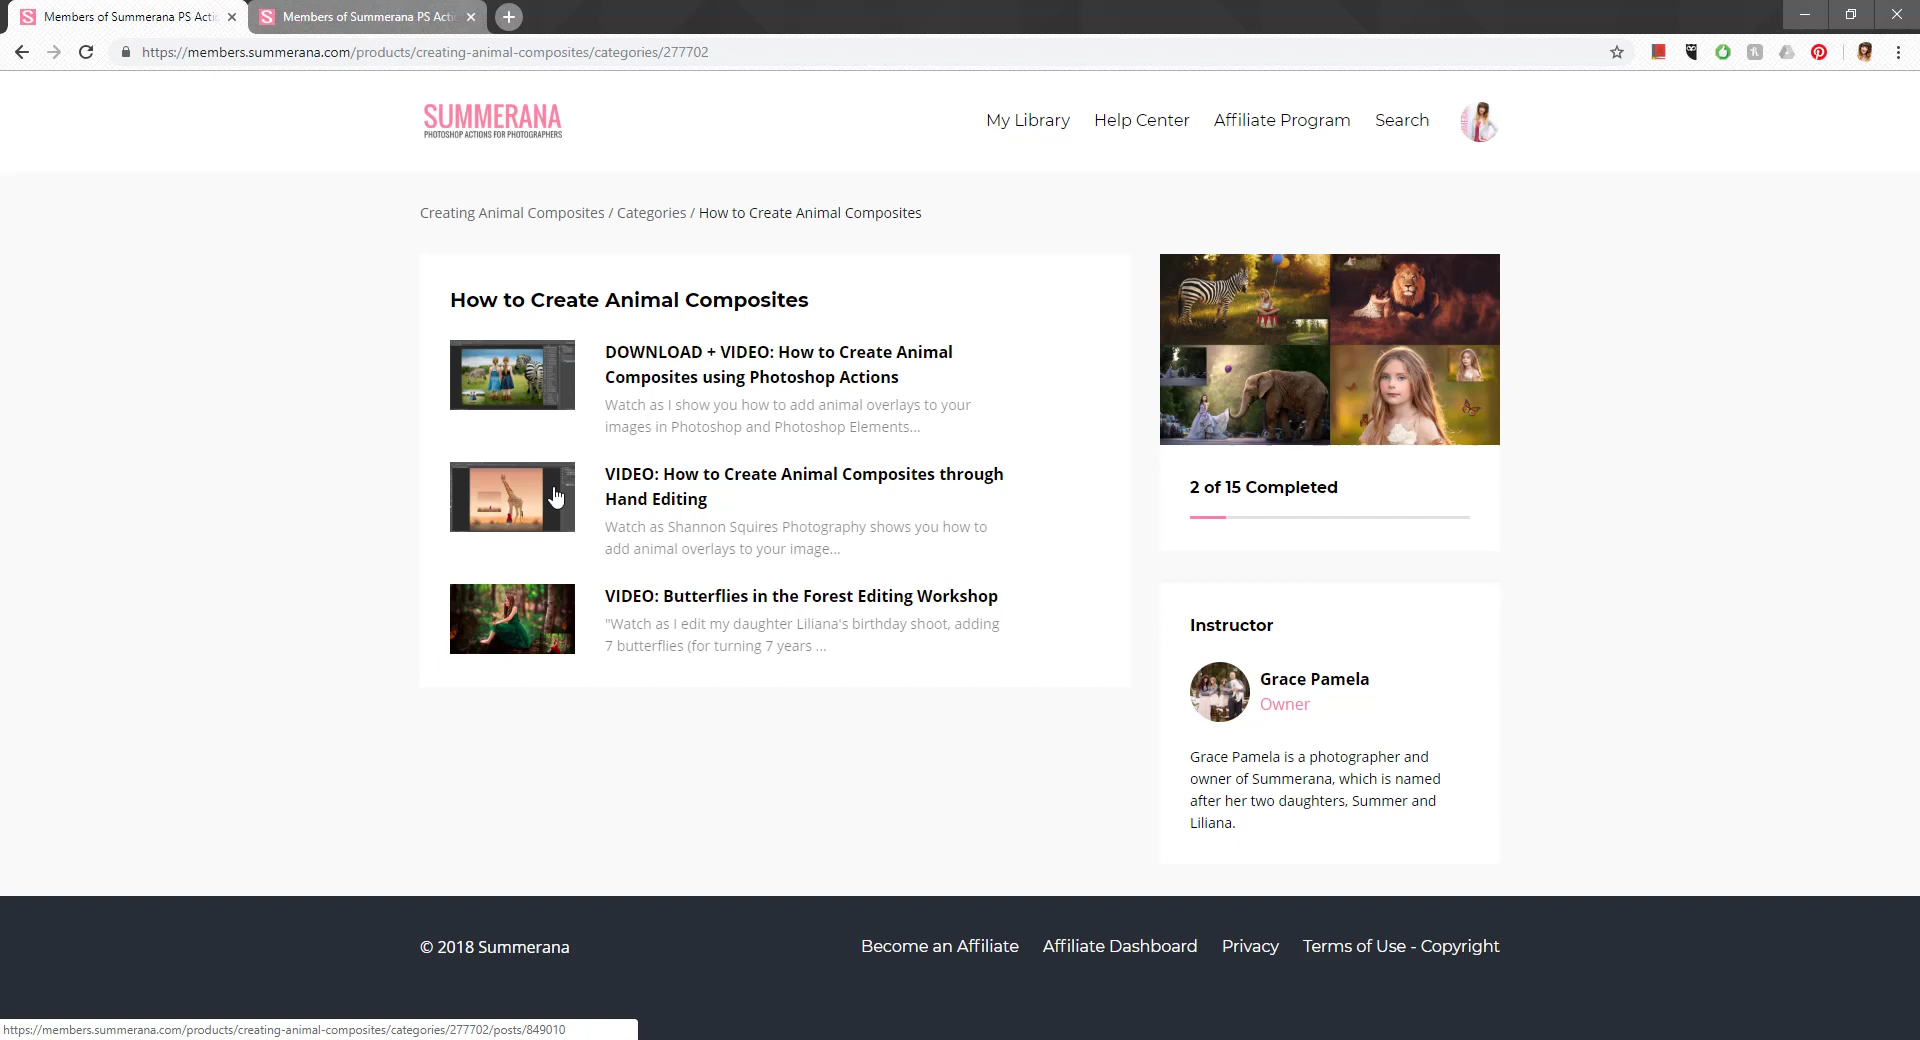 Members of Summerana PS Acti
Members of Summerana PS Acti
https://members.summerana.com/products/creating-animal-composites/categories/277702
SUMMERANA
PHOTOSHOP ACTIONS FOR PHOTOGRAPHERS
My Library
Help Center
Affiliate Program
Search
Creating Animal Composites / Categories / How to Create Animal Composites
How to Create Animal Composites
DOWNLOAD + VIDEO: How to Create Animal
Composites using Photoshop Actions
Watch as I show you how to add animal overlays to your
images in Photoshop and Photoshop Elements...
VIDEO: How to Create Animal Composites through
Hand Editing
Watch as Shannon Squires Photography shows you how to
add animal overlays to your image...
VIDEO: Butterflies in the Forest Editing Workshop
"Watch as I edit my daughter Liliana's birthday shoot, adding
7 butterflies (for turning 7 years ...
2 of 15 Completed
Instructor
Grace Pamela
Owner
Grace Pamela is a photographer and
owner of Summerana, which is named
after her two daughters, Summer and
Liliana.
© 2018 Summerana
Become an Affiliate
Affiliate Dashboard
Privacy
Terms of Use - Copyright
https://members.summerana.com/products/creating-animal-composites/categories/277702/posts/849010